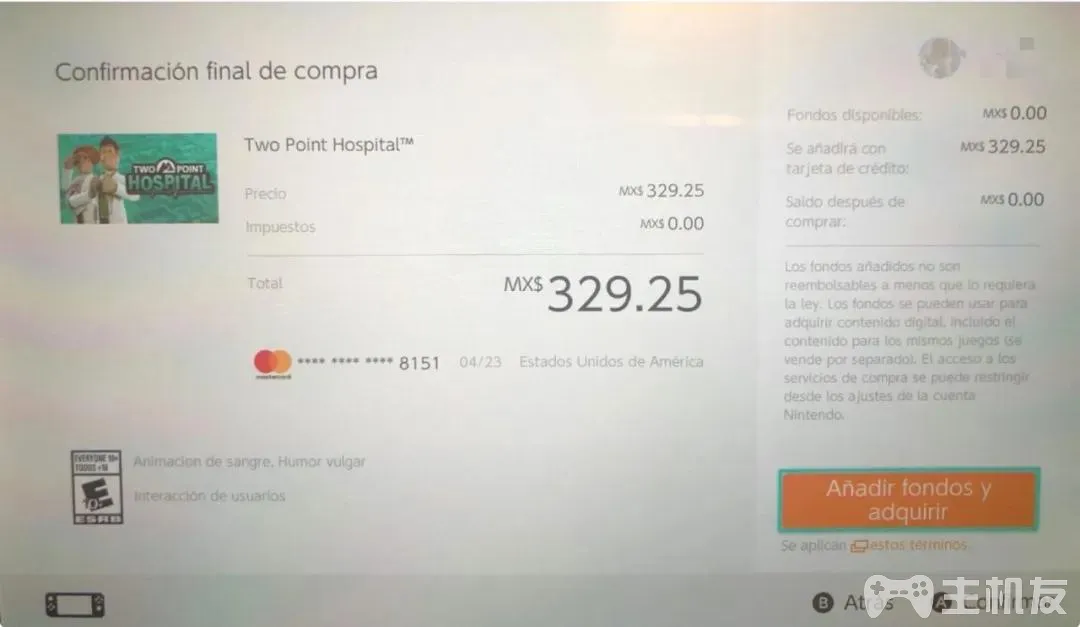 Confirmación final de compra
TWO POINT
HOSPITAL
Two Point Hospital™
Precio MX$ 329.25
Impuestos MX$ 0.00
Total MX$ 329.25
mastercard
**** **** **** 8151 04/23 Estados Unidos de América
EVERYONE 10+
TODOS +10
E
10+
ESRB
Animación de sangre, Humor vulgar
Interacción de usuarios
Fondos disponibles: MX$ 0.00
Se añadirá con MX$ 329.25
tarjeta de crédito:
Saldo después de MX$ 0.00
comprar:
Los fondos añadidos no son
reembolsables a menos que lo requiera
la ley. Los fondos se pueden usar para
adquirir contenido digital, incluido el
contenido para los mismos juegos (se
vende por separado). El acceso a los
servicios de compra se puede restringir
desde los ajustes de la cuenta
Nintendo.
Añadir fondos y
adquirir
Se aplican estos términos.
B Atrás A
主机友